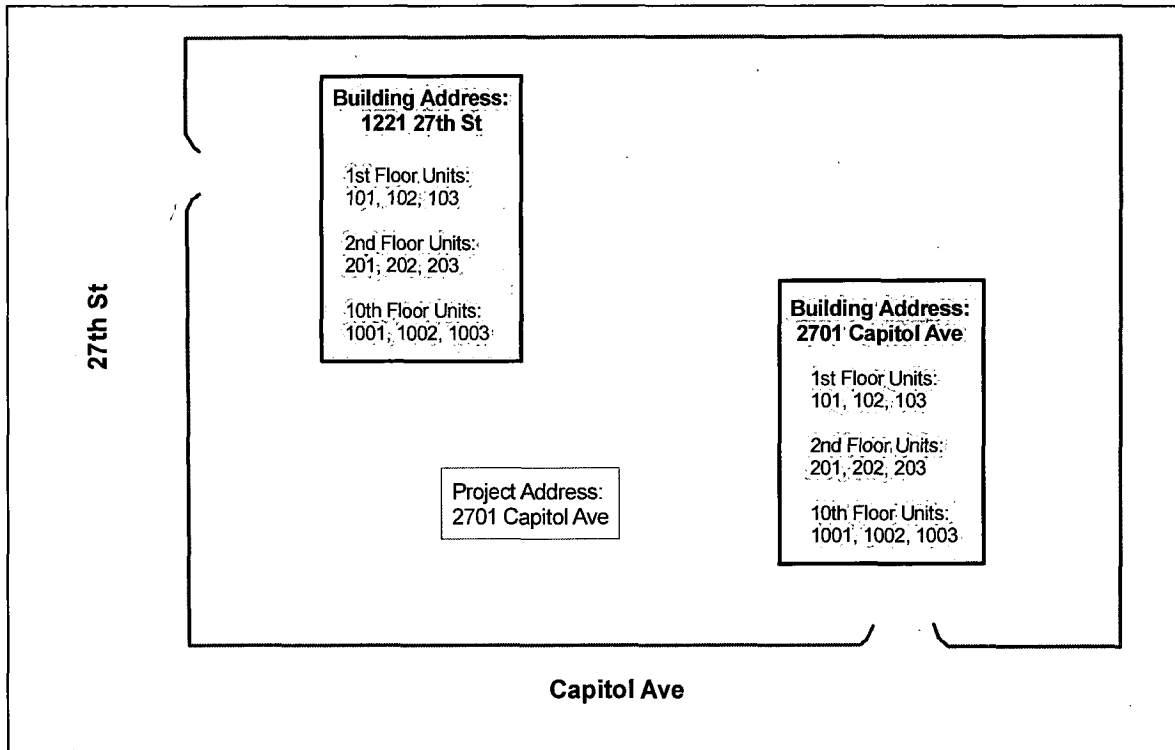 27th St
Building Address:
1221 27th St
1st Floor Units:
101, 102, 103
2nd Floor Units:
201, 202, 203
10th Floor Units:
1001, 1002, 1003
Building Address:
2701 Capitol Ave
1st Floor Units:
101, 102, 103
2nd Floor Units:
201, 202, 203
10th Floor Units:
1001, 1002, 1003
Project Address:
2701 Capitol Ave
Capitol Ave